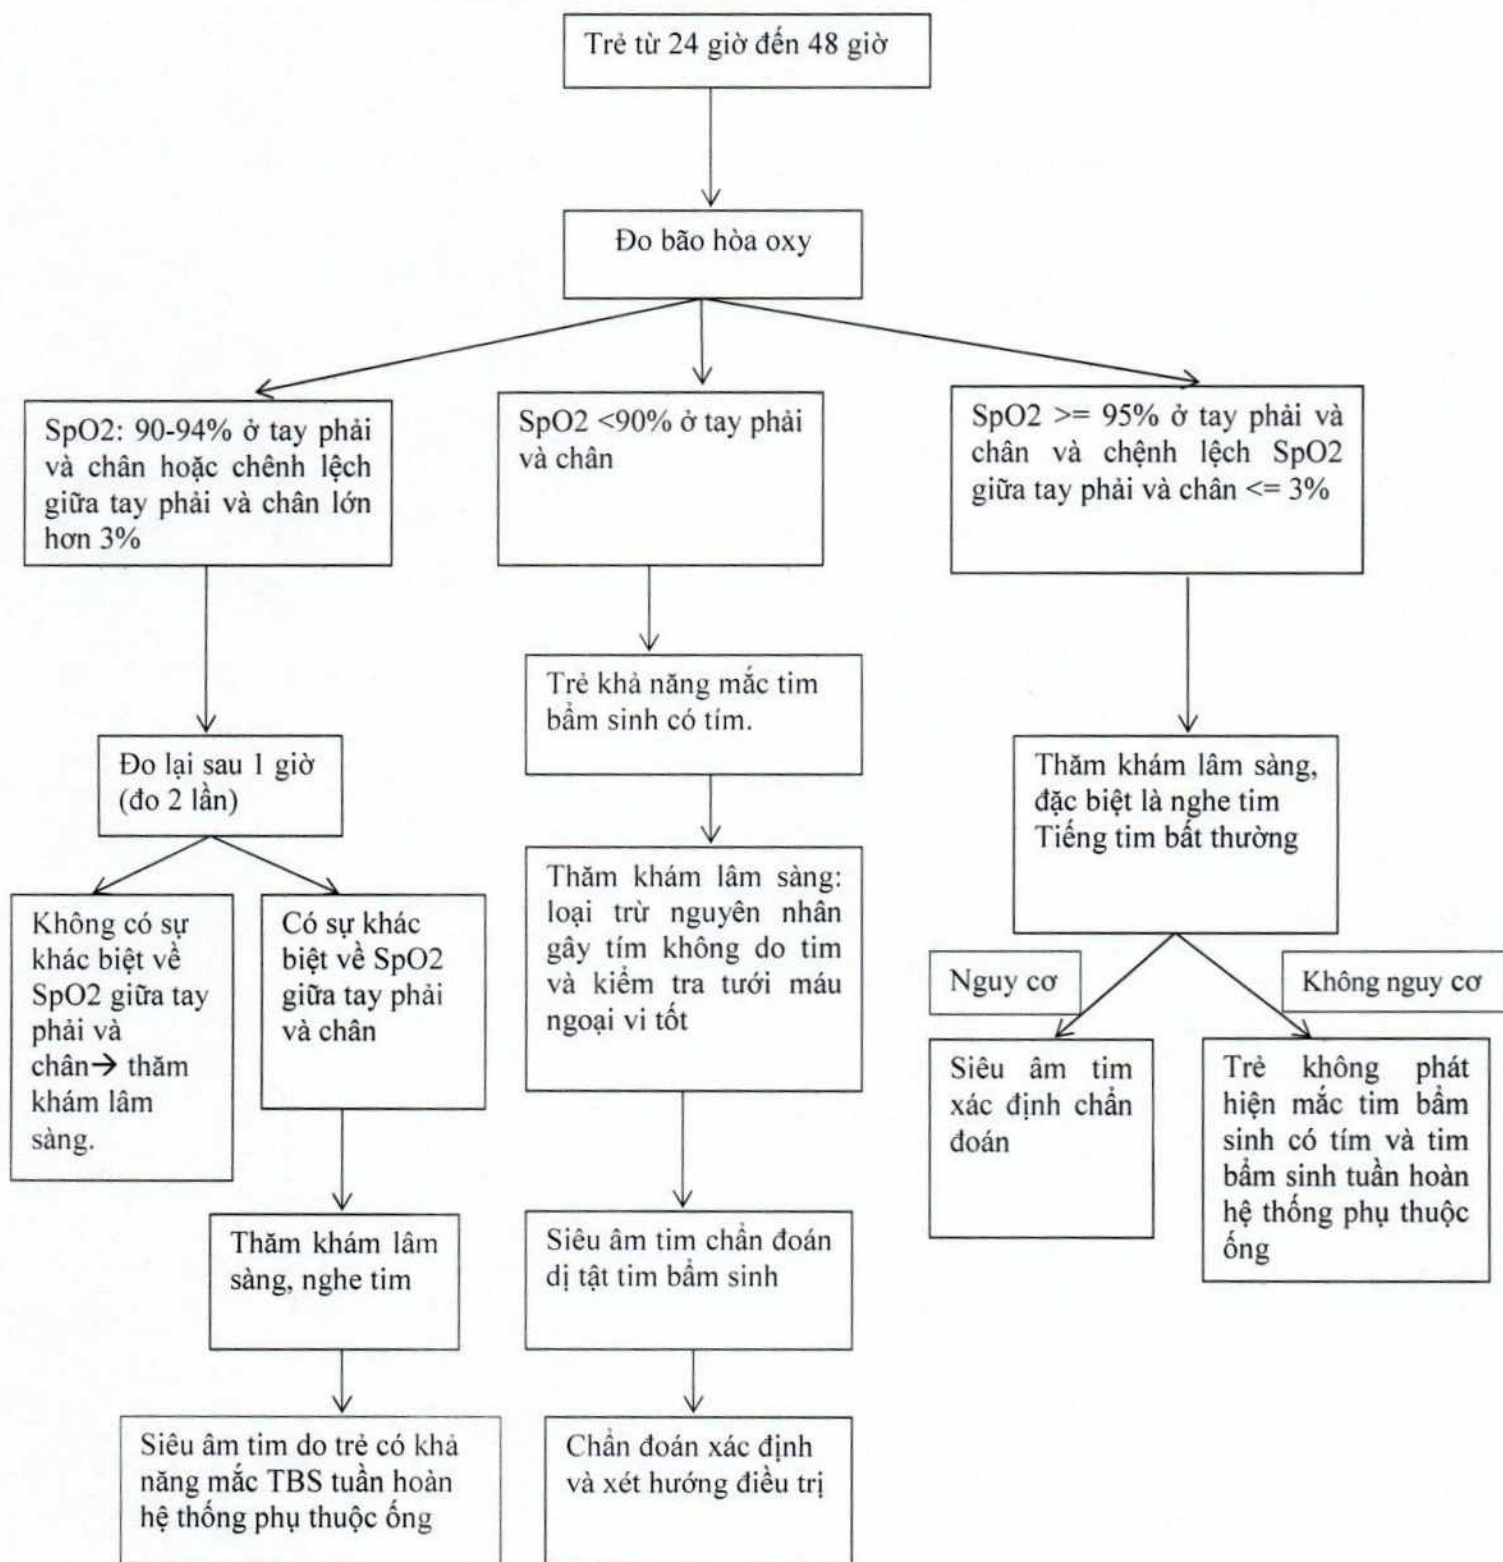 Trẻ từ 24 giờ đến 48 giờ
Đo bão hòa oxy
SpO2: 90-94% ở tay phải
và chân hoặc chênh lệch
giữa tay phải và chân lớn
hơn 3%
SpO2 <90% ở tay phải
và chân
SpO2 >= 95% ở tay phải và
chân và chệnh lệch SpO2
giữa tay phải và chân <= 3%
Đo lại sau 1 giờ
(đo 2 lần)
Trẻ khả năng mắc tim
bẩm sinh có tím.
Thăm khám lâm sàng,
đặc biệt là nghe tim
Tiếng tim bất thường
Không có sự
khác biệt về
SpO2 giữa tay
phải và
chân→ thăm
khám lâm
sàng.
Có sự khác
biệt về SpO2
giữa tay phải
và chân
Thăm khám lâm sàng:
loại trừ nguyên nhân
gây tím không do tim
và kiểm tra tưới máu
ngoại vi tốt
Nguy cơ
Không nguy cơ
Siêu âm tim
xác định chẩn
đoán
Trẻ không phát
hiện mắc tim bẩm
sinh có tím và tim
bẩm sinh tuần hoàn
hệ thống phụ thuộc
ống
Thăm khám lâm
sàng, nghe tim
Siêu âm tim chẩn đoán
dị tật tim bẩm sinh
Siêu âm tim do trẻ có khả
năng mắc TBS tuần hoàn
hệ thống phụ thuộc ống
Chẩn đoán xác định
và xét hướng điều trị